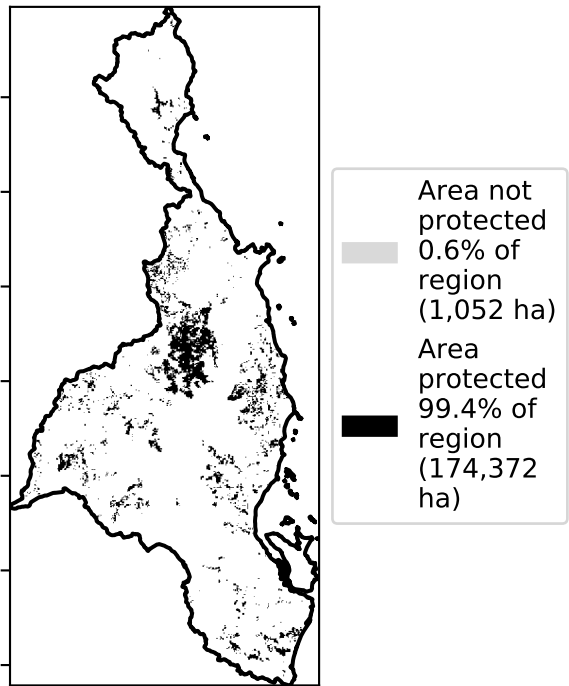 Area not
protected
0.6% of
region
(1,052 ha)
Area
protected
99.4% of
region
(174,372
ha)